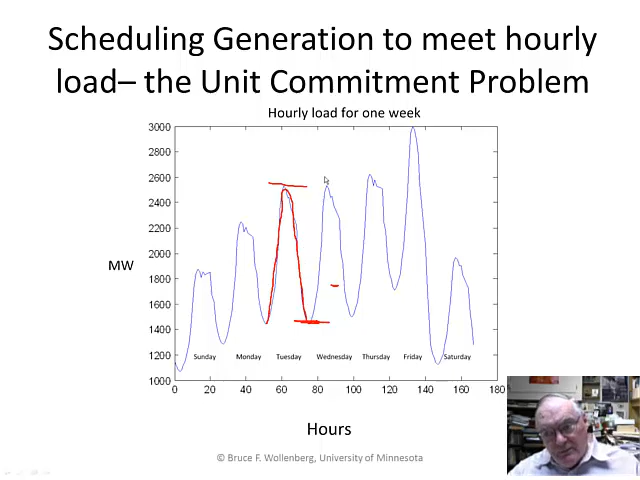 Scheduling Generation to meet hourly
load– the Unit Commitment Problem
Hourly load for one week
3000
2800
2600
2400
2200
2000
1800
1600
1400
1200
1000
MW
Sunday Monday Tuesday Wednesday Thursday Friday Saturday
0 20 40 60 80 100 120 140 160 180
Hours
© Bruce F. Wollenberg, University of Minnesota